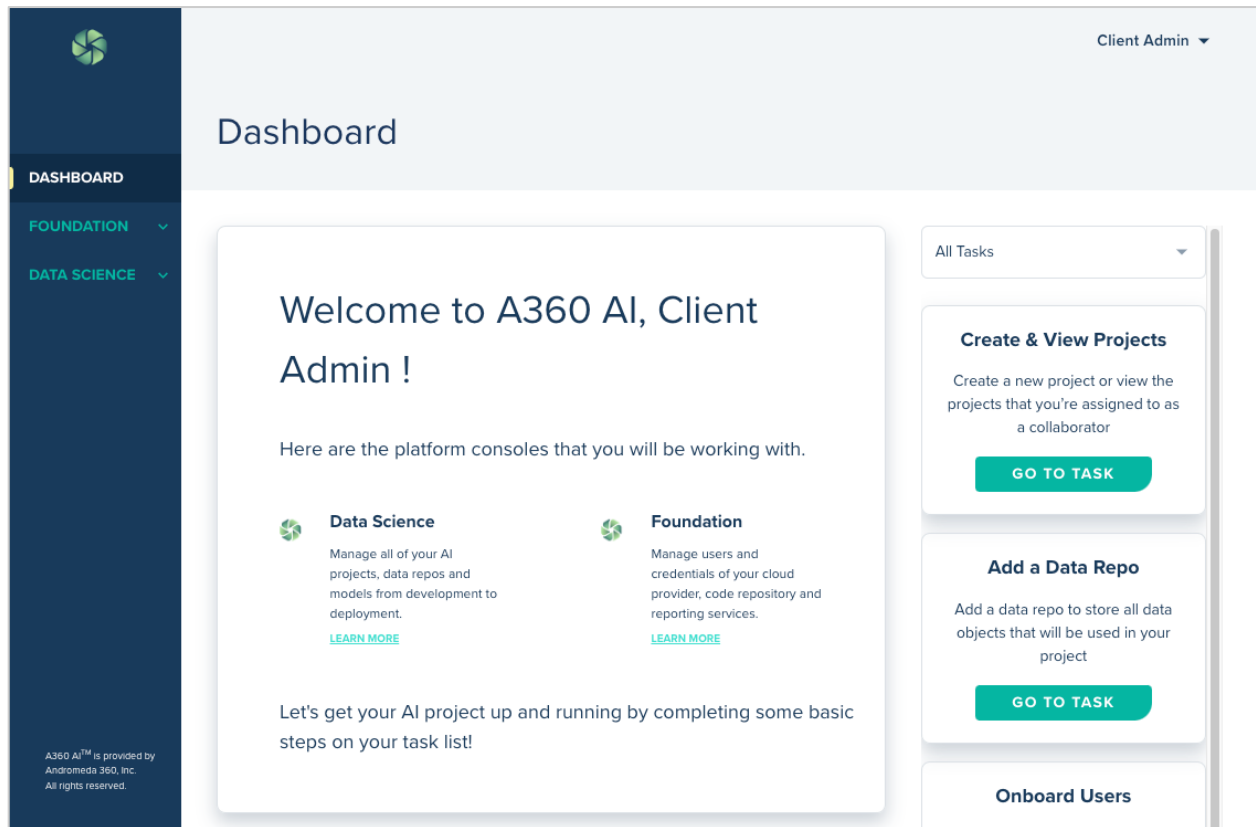 Client Admin
Dashboard
DASHBOARD
FOUNDATION
DATA SCIENCE
A360 AI™ is provided by
Andromeda 360, Inc.
All rights reserved.
Welcome to A360 AI, Client
Admin !
Here are the platform consoles that you will be working with.
Data Science
Manage all of your AI
projects, data repos and
models from development to
deployment.
LEARN MORE
Foundation
Manage users and
credentials of your cloud
provider, code repository and
reporting services.
LEARN MORE
Let's get your AI project up and running by completing some basic
steps on your task list!
All Tasks
Create & View Projects
Create a new project or view the
projects that you're assigned to as
a collaborator
GO TO TASK
Add a Data Repo
Add a data repo to store all data
objects that will be used in your
project
GO TO TASK
Onboard Users